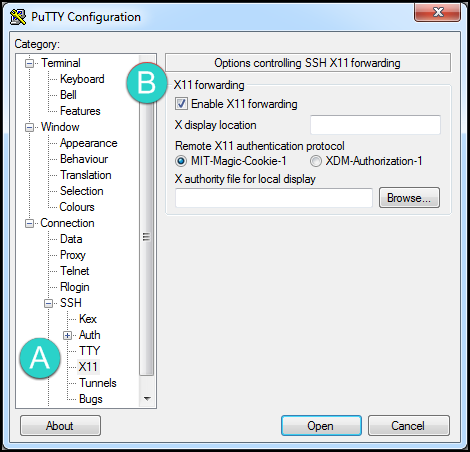 PuTTY Configuration
Category:
Terminal
Keyboard
Bell
Features
Window
Appearance
Behaviour
Translation
Selection
Colours
Connection
Data
Proxy
Telnet
Rlogin
SSH
Kex
Auth
TTY
A
X11
Tunnels
Bugs
Options controlling SSH X11 forwarding
B
X11 forwarding
Enable X11 forwarding
X display location
Remote X11 authentication protocol
MIT-Magic-Cookie-1 XDM-Authorization-1
X authority file for local display
Browse...
About Open Cancel